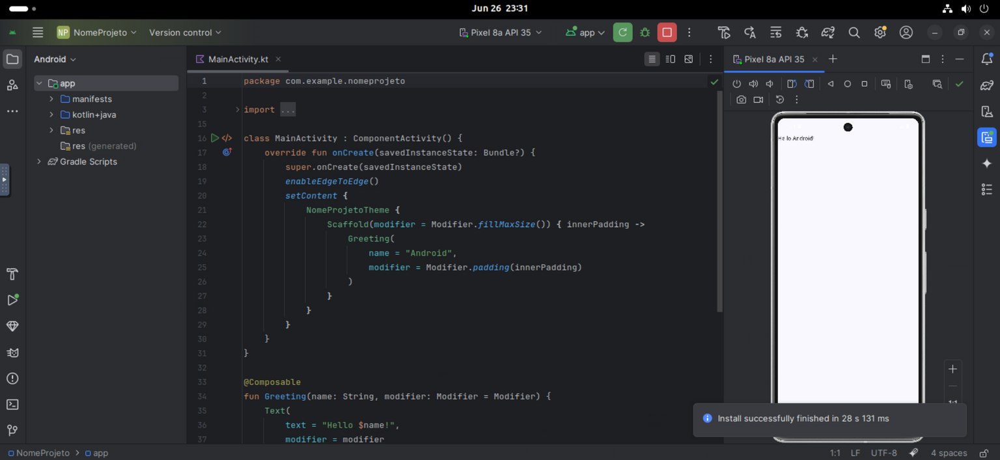 Jun 26 23:31
NP NomeProjeto Version control Pixel 8a API 35 app
Android
app
manifests
kotlin+java
res
res (generated)
Gradle Scripts
MainActivity.kt
1 package com.example.nomeprojeto
2
3 import ...
15
16 class MainActivity : ComponentActivity() {
17 override fun onCreate(savedInstanceState: Bundle?) {
18 super.onCreate(savedInstanceState)
19 enableEdgeToEdge()
20 setContent {
21 NomeProjetoTheme {
22 Scaffold(modifier = Modifier.fillMaxSize()) { innerPadding ->
23 Greeting(
24 name = "Android",
25 modifier = Modifier.padding(innerPadding)
26 )
27 }
28 }
29 }
30 }
31 }
32
33 @Composable
34 fun Greeting(name: String, modifier: Modifier = Modifier) {
35 Text(
36 text = "Hello $name!",
37 modifier = modifier
Pixel 8a API 35
Hello Android!
1:1
Install successfully finished in 28 s 131 ms
NomeProjeto > app
1:1 LF UTF-8 4 spaces